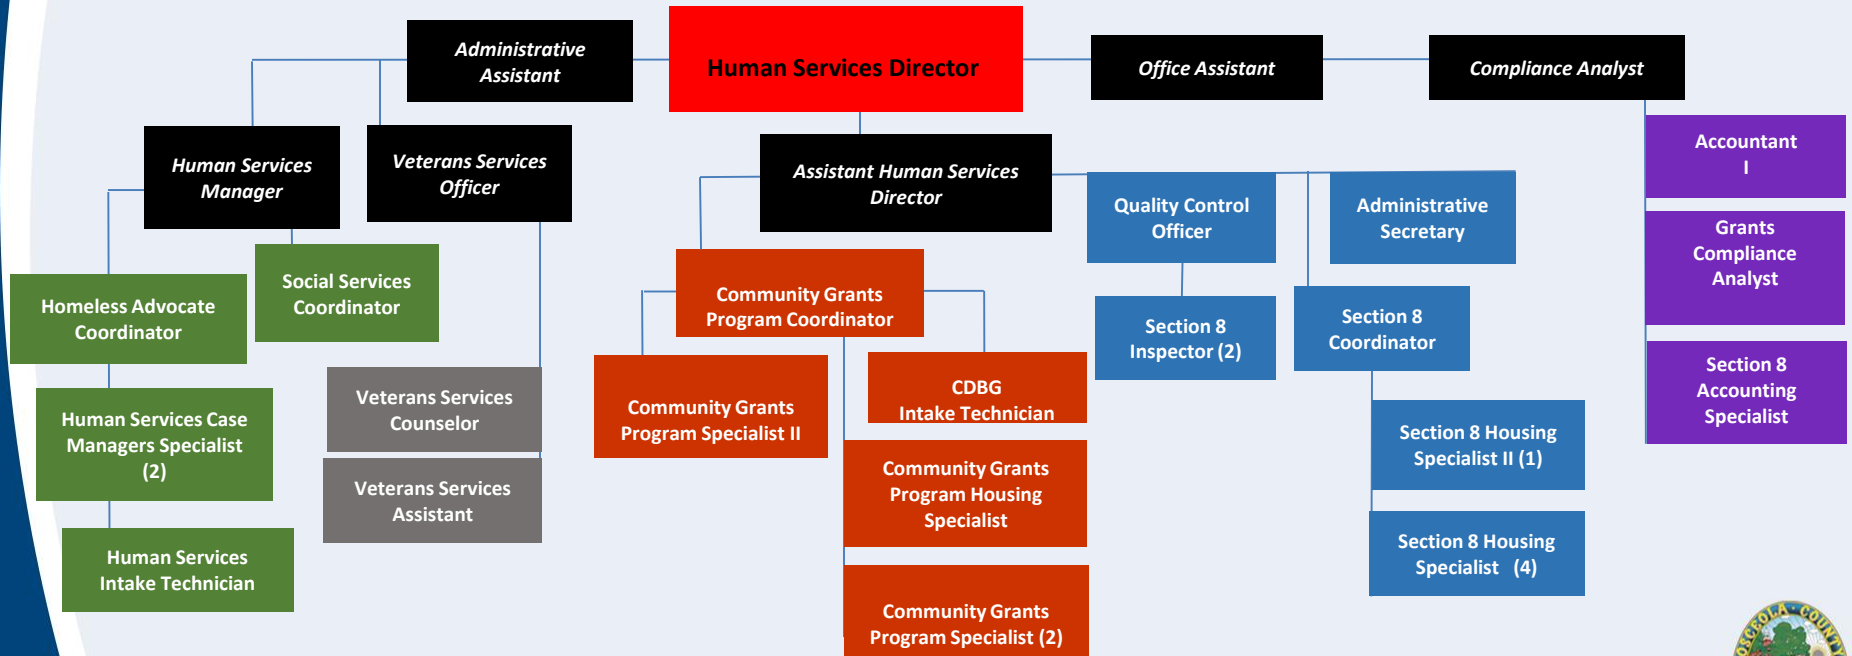 Administrative
Assistant
Human Services Director
Office Assistant
Compliance Analyst
Human Services
Manager
Veterans Services
Officer
Assistant Human Services
Director
Accountant
I
Quality Control
Officer
Administrative
Secretary
Grants
Compliance
Analyst
Homeless Advocate
Coordinator
Social Services
Coordinator
Community Grants
Program Coordinator
Section 8
Inspector (2)
Section 8
Coordinator
Section 8
Accounting
Specialist
Human Services Case
Managers Specialist
(2)
Veterans Services
Counselor
Community Grants
Program Specialist II
CDBG
Intake Technician
Section 8 Housing
Specialist II (1)
Veterans Services
Assistant
Community Grants
Program Housing
Specialist
Human Services
Intake Technician
Section 8 Housing
Specialist (4)
Community Grants
Program Specialist (2)
OSCEOLA COUNTY